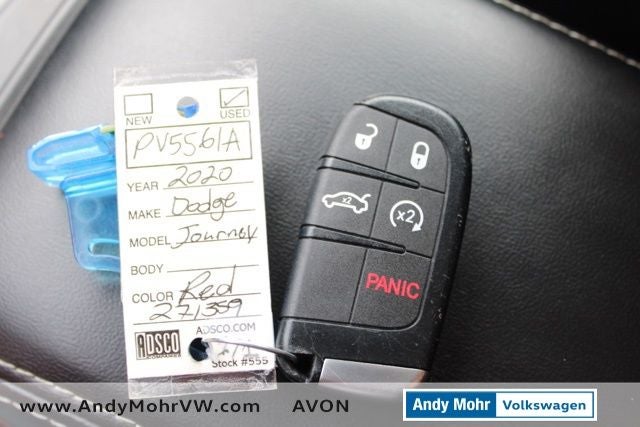 NEW USED
PV5561A
YEAR 2020
MAKE Dodge
MODEL Journey
BODY
COLOR Red
271359
ADSCO ADSCO.COM
Stock #555
x2
x2
PANIC
www.AndyMohrVW.com AVON Andy Mohr Volkswagen